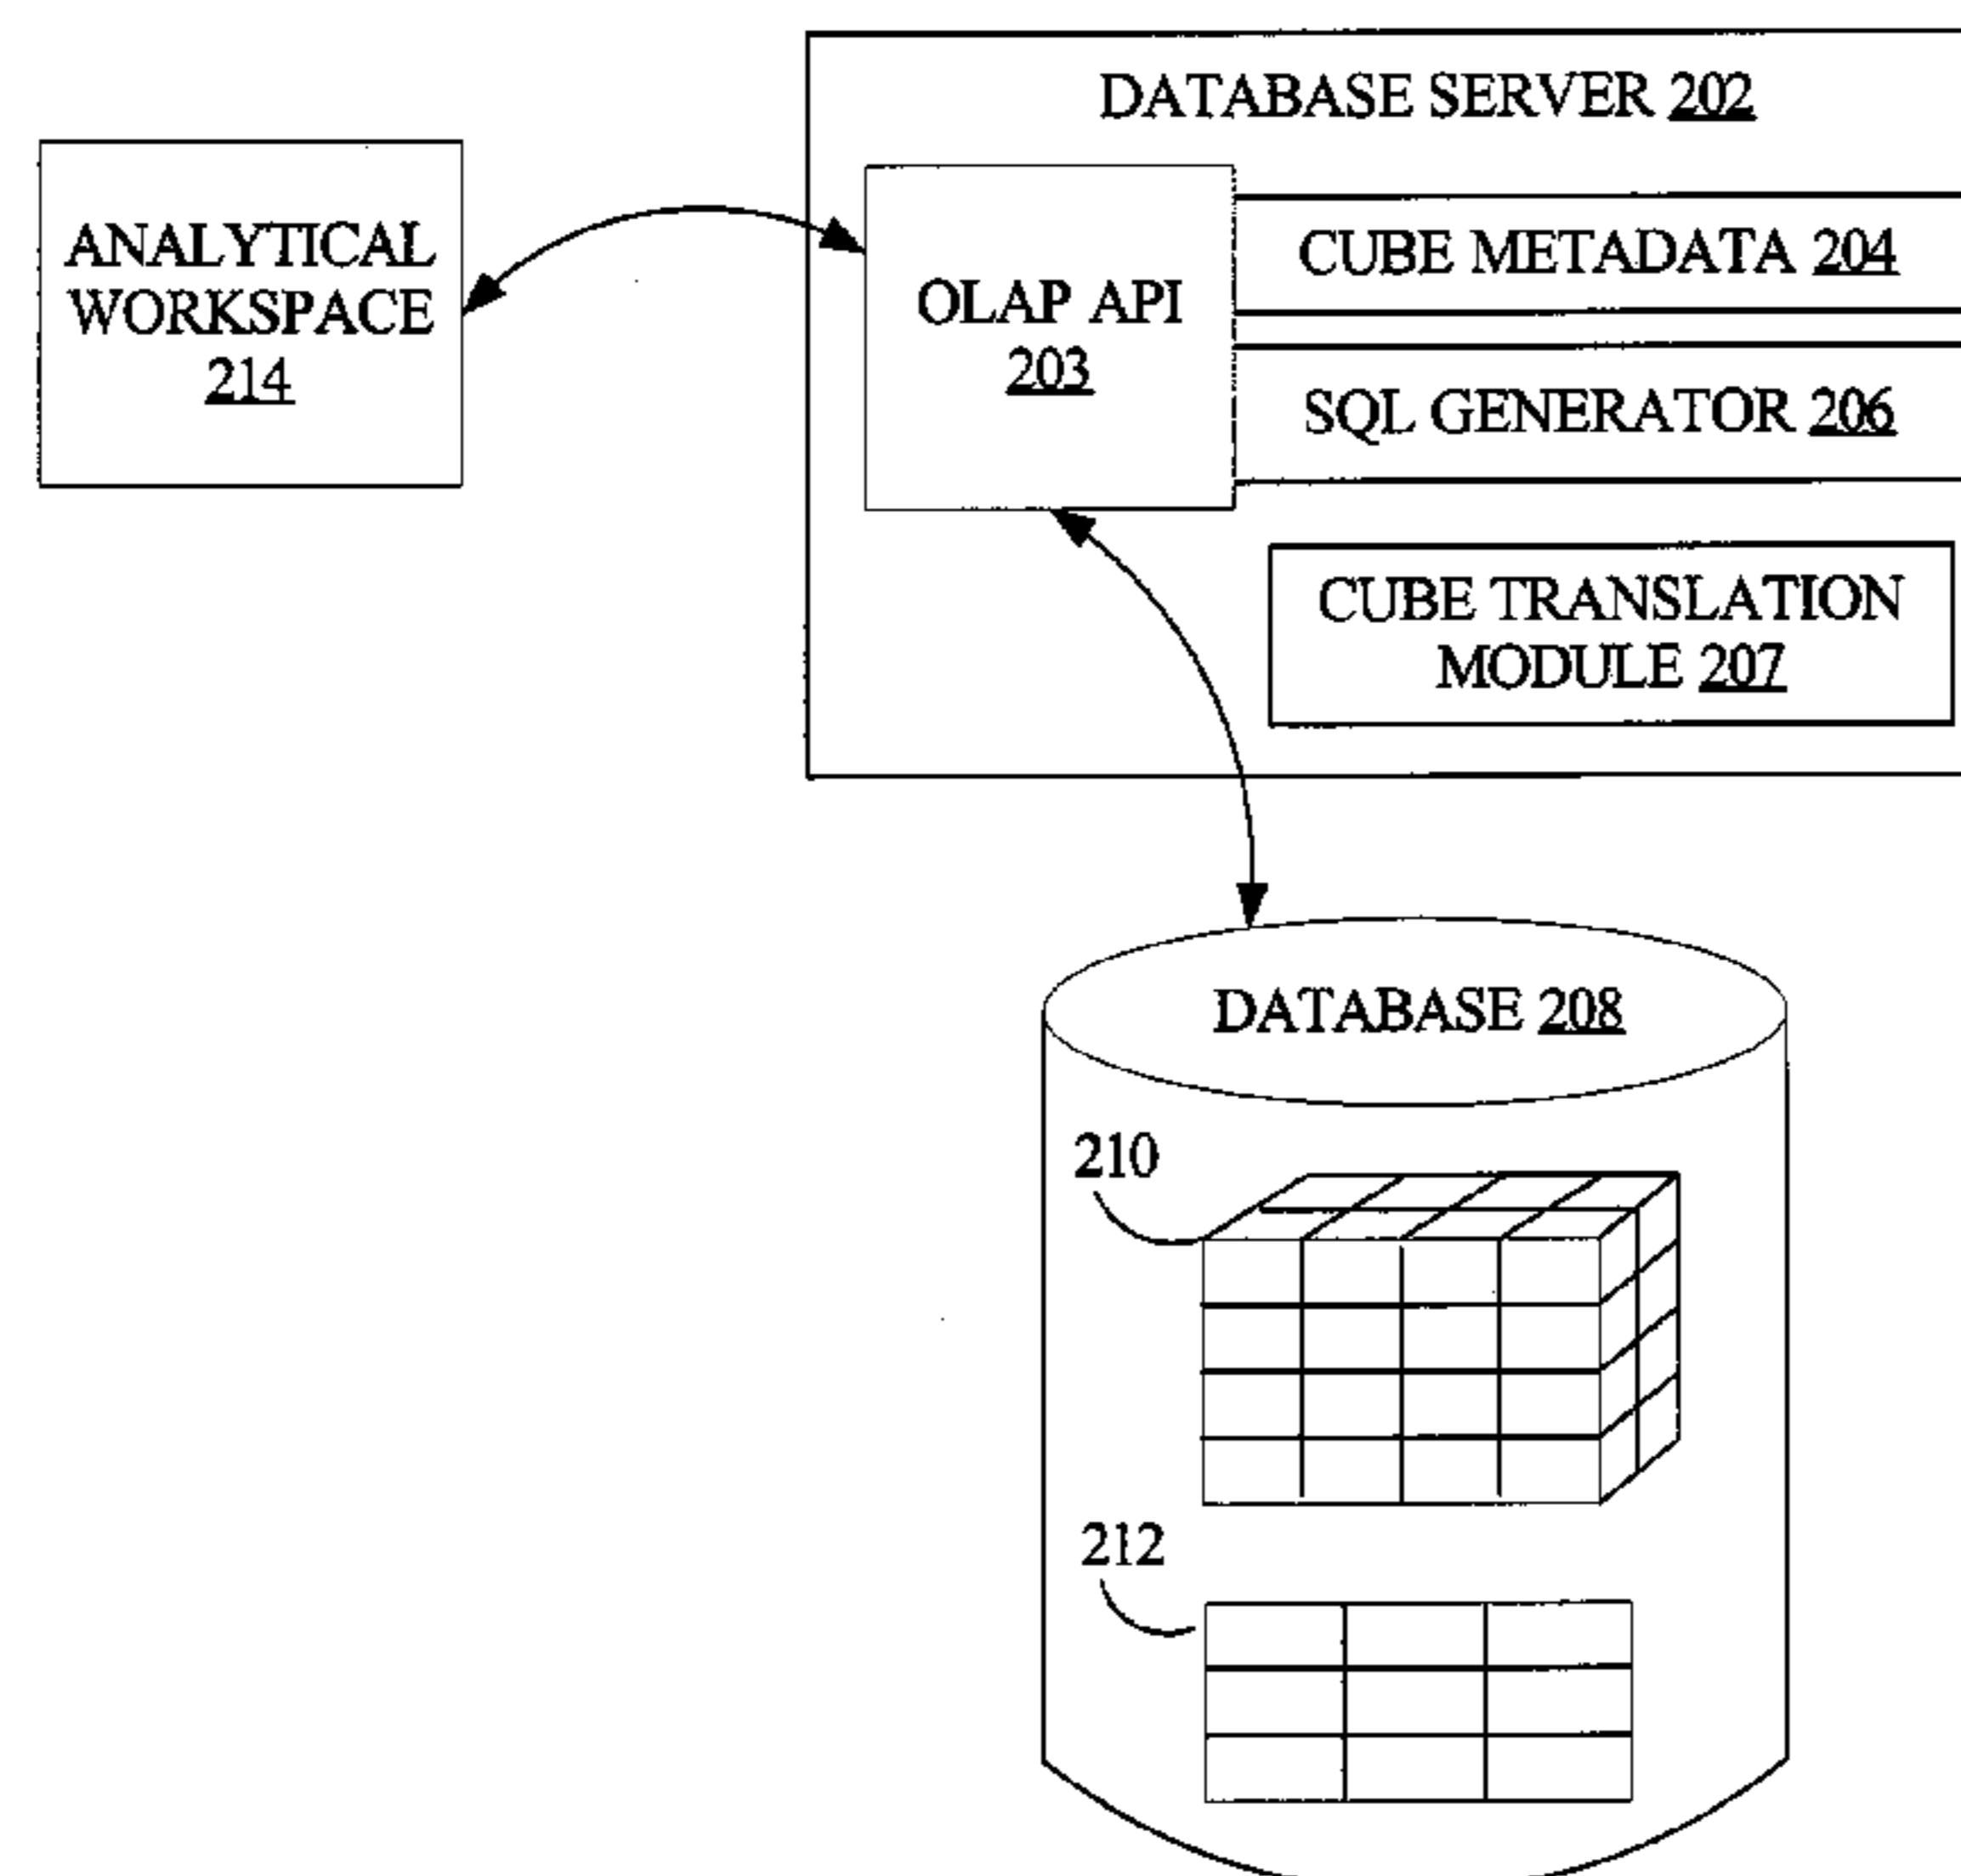 DATABASE SERVER 202
ANALYTICAL
WORKSPACE
214
OLAP API
203
CUBE METADATA 204
SQL GENERATOR 206
CUBE TRANSLATION
MODULE 207
DATABASE 208
210
212